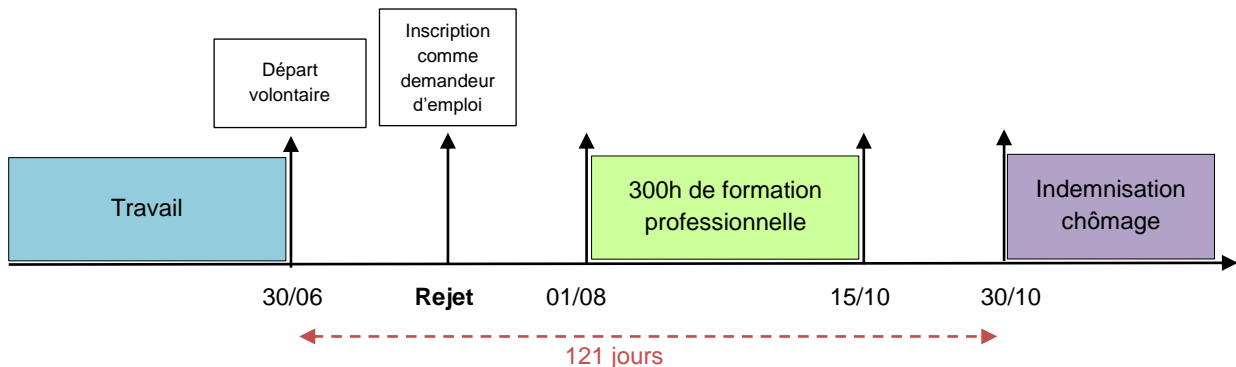 Départ
volontaire
Inscription
comme
demandeur
d'emploi
Travail
300h de formation
professionnelle
Indemnisation
chômage
30/06
Rejet
01/08
15/10
30/10
121 jours